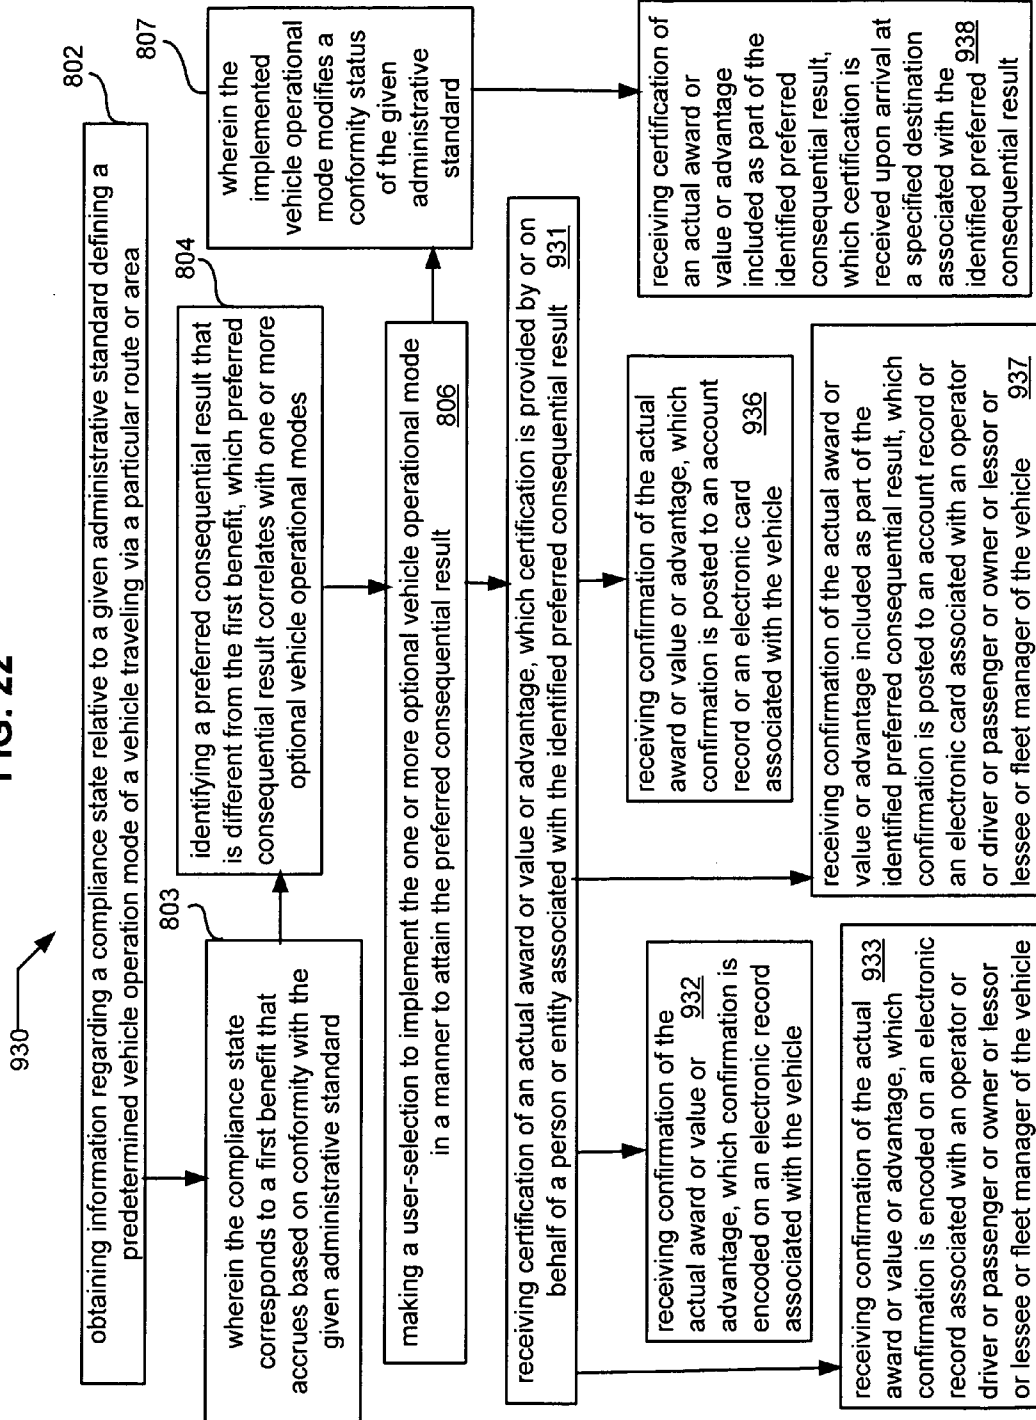 FIG. 22
930
obtaining information regarding a compliance state relative to a given administrative standard defining a
predetermined vehicle operation mode of a vehicle traveling via a particular route or area
802
wherein the compliance state
corresponds to a first benefit that
accrues based on conformity with the
given administrative standard
803
identifying a preferred consequential result that
is different from the first benefit, which preferred
consequential result correlates with one or more
optional vehicle operational modes
804
wherein the
implemented
vehicle operational
mode modifies a
conformity status
of the given
administrative
standard
807
making a user-selection to implement the one or more optional vehicle operational mode
in a manner to attain the preferred consequential result 806
receiving certification of an actual award or value or advantage, which certification is provided by or on
behalf of a person or entity associated with the identified preferred consequential result 931
receiving confirmation of the
actual award or value or
advantage, which confirmation is
encoded on an electronic record
associated with the vehicle
932
receiving confirmation of the actual
award or value or advantage, which
confirmation is posted to an account
record or an electronic card
associated with the vehicle
936
receiving certification of
an actual award or
value or advantage
included as part of the
identified preferred
consequential result,
which certification is
received upon arrival at
a specified destination
associated with the
identified preferred 938
consequential result
receiving confirmation of the actual
award or value or advantage, which
confirmation is encoded on an electronic
record associated with an operator or
driver or passenger or owner or lessor
or lessee or fleet manager of the vehicle
933
receiving confirmation of the actual award or
value or advantage included as part of the
identified preferred consequential result, which
confirmation is posted to an account record or
an electronic card associated with an operator
or driver or passenger or owner or lessor or
lessee or fleet manager of the vehicle 937